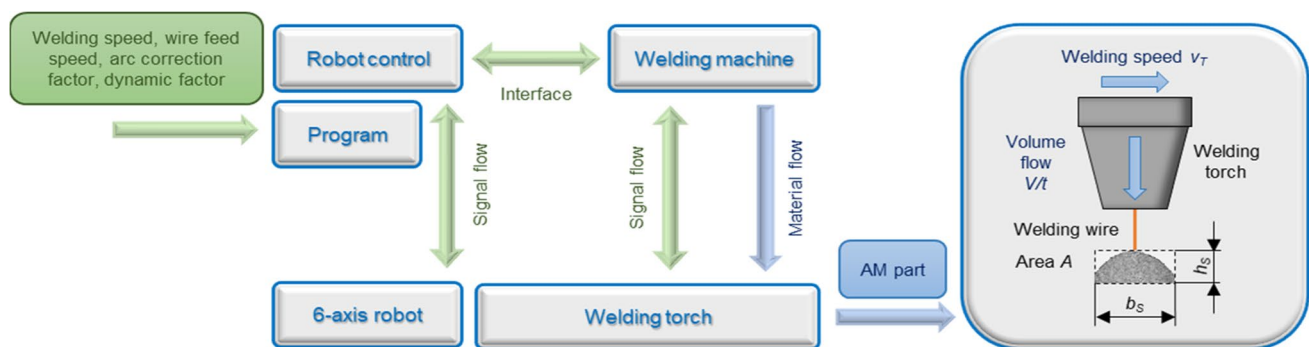 Welding speed, wire feed
speed, arc correction
factor, dynamic factor
Robot control
Interface
Welding machine
Program
Signal flow
Signal flow
Material flow
6-axis robot
Welding torch
AM part
Welding speed vT
Volume
flow
V/t
Welding
torch
Welding wire
Area A
hS
bS